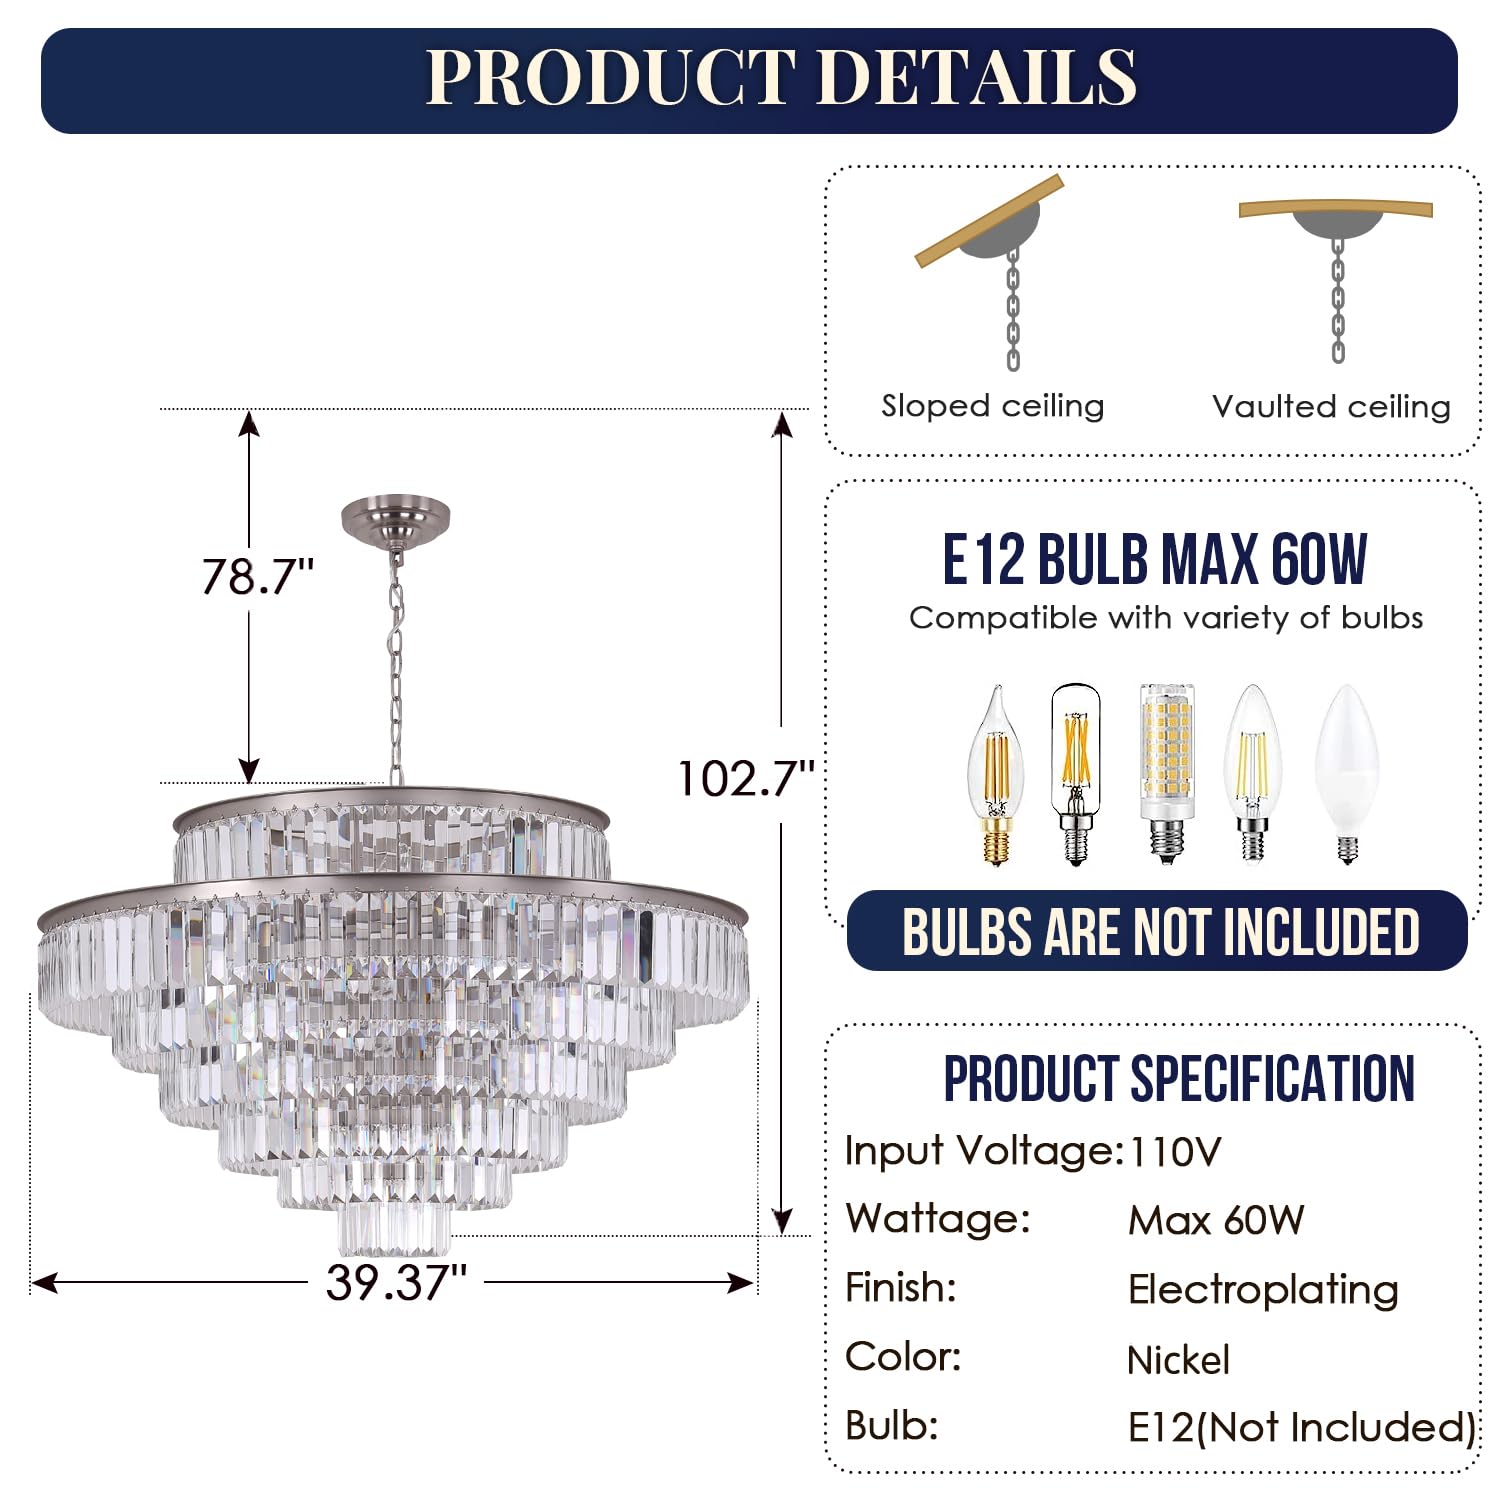 PRODUCT DETAILS
Sloped ceiling
Vaulted ceiling
78.7"
102.7"
39.37"
E12 BULB MAX 60W
Compatible with variety of bulbs
BULBS ARE NOT INCLUDED
PRODUCT SPECIFICATION
Input Voltage: 110V
Wattage: Max 60W
Finish: Electroplating
Color: Nickel
Bulb: E12(Not Included)